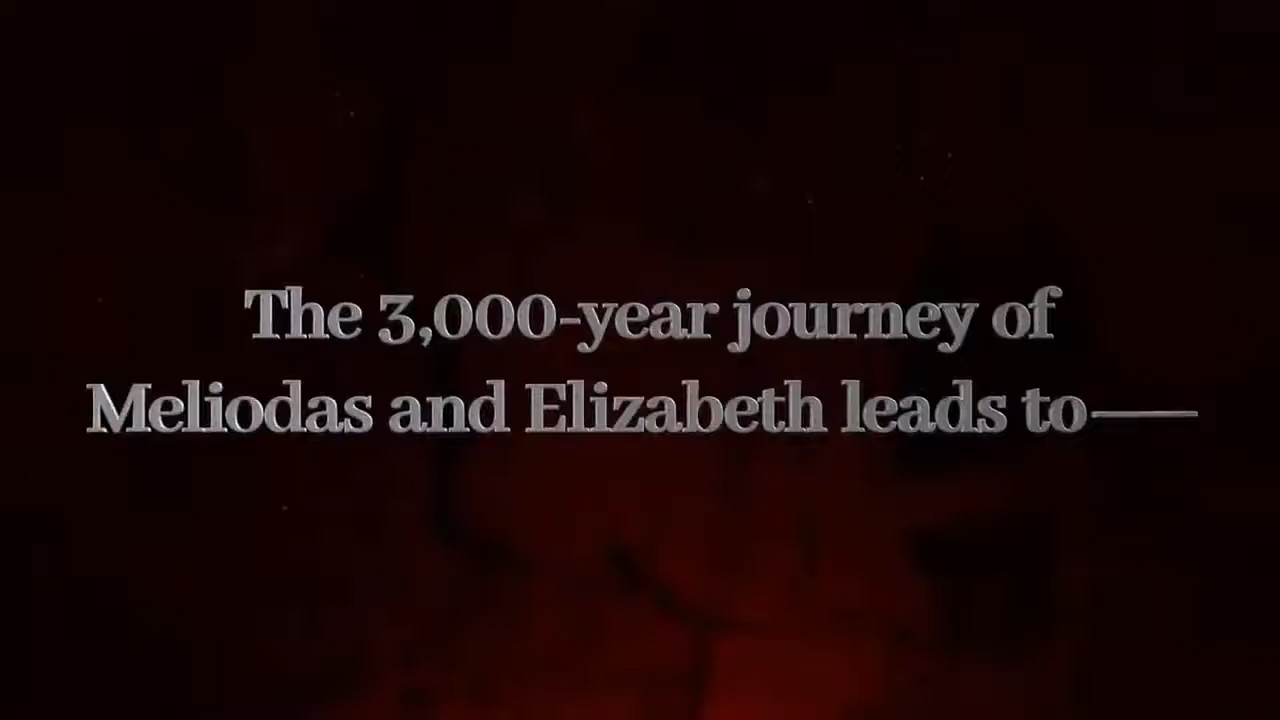 The 3,000-year journey of
Meliodas and Elizabeth leads to──